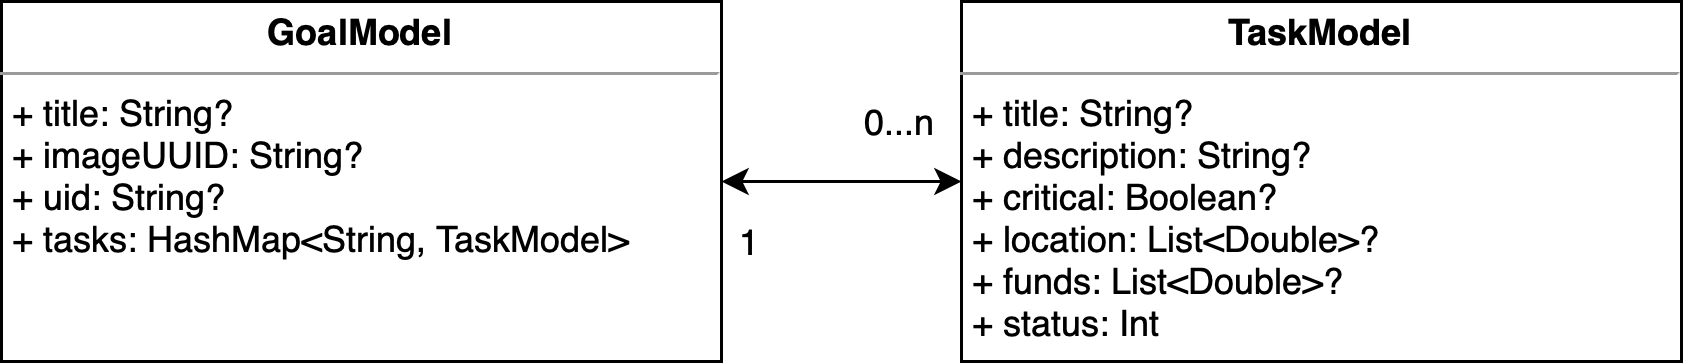 GoalModel
+ title: String?
+ imageUUID: String?
+ uid: String?
+ tasks: HashMap<String, TaskModel>
0...n
1
TaskModel
+ title: String?
+ description: String?
+ critical: Boolean?
+ location: List<Double>?
+ funds: List<Double>?
+ status: Int